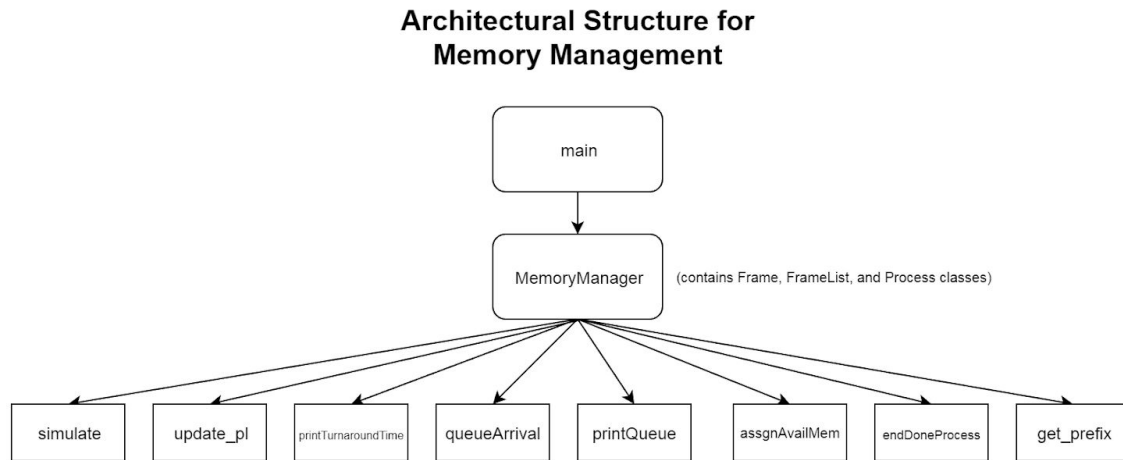 Architectural Structure for
Memory Management
main
MemoryManager
(contains Frame, FrameList, and Process classes)
simulate
update_pl
printTurnaroundTime
queueArrival
printQueue
assgnAvailMem
endDoneProcess
get_prefix